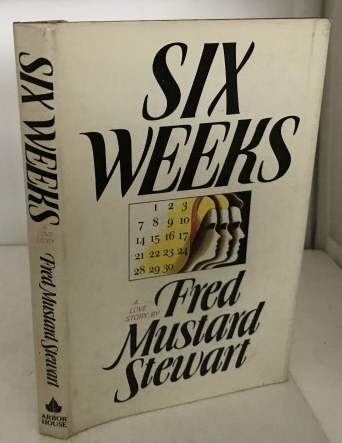 SIX WEEKS
A
LOVE
STORY
Fred Mustard Stewart
ARBOR
HOUSE
SIX
WEEKS
1 2 3
7 8 9 10
14 15 16 17
21 22 23 24
28 29 30
A
LOVE
STORY BY
Fred
Mustard
Stewart